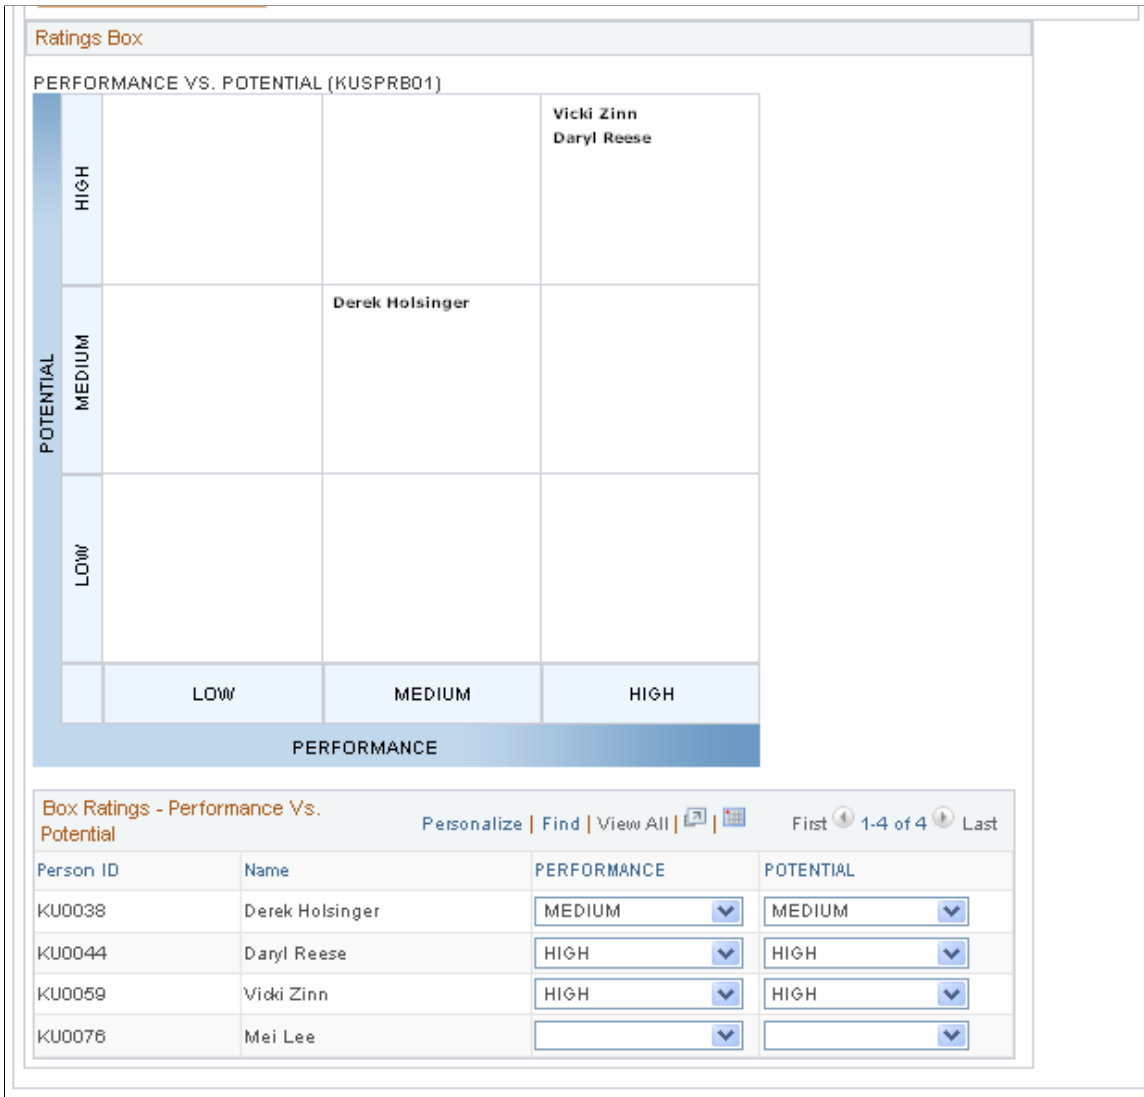 Ratings Box
PERFORMANCE VS. POTENTIAL (KUSPRB01)
Vicki Zinn
Daryl Reese
HIGH
Derek Holsinger
MEDIUM
POTENTIAL
LOW
LOW MEDIUM HIGH
PERFORMANCE
Box Ratings - Performance Vs.
Potential
Personalize | Find | View All | | First 1-4 of 4 Last
Person ID Name PERFORMANCE POTENTIAL
KU0038 Derek Holsinger MEDIUM MEDIUM
KU0044 Daryl Reese HIGH HIGH
KU0059 Vicki Zinn HIGH HIGH
KU0076 Mei Lee